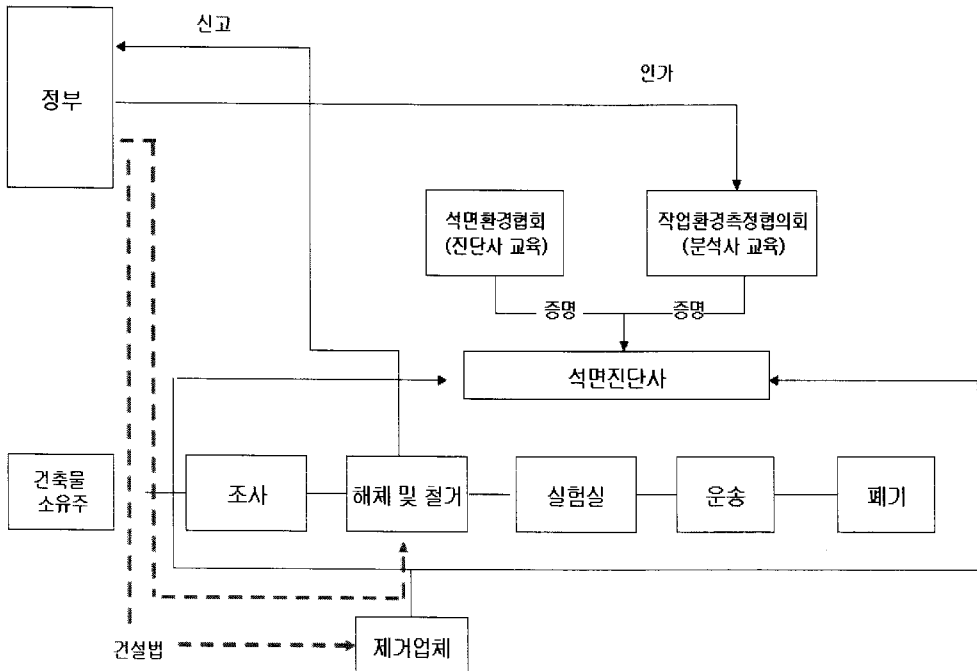 신고
인가
정부
석면환경협회
(진단사 교육)
작업환경측정협의회
(분석사 교육)
증명
증명
석면진단사
건축물
소유주
조사
해체 및 철거
실험실
운송
폐기
건설법
제거업체